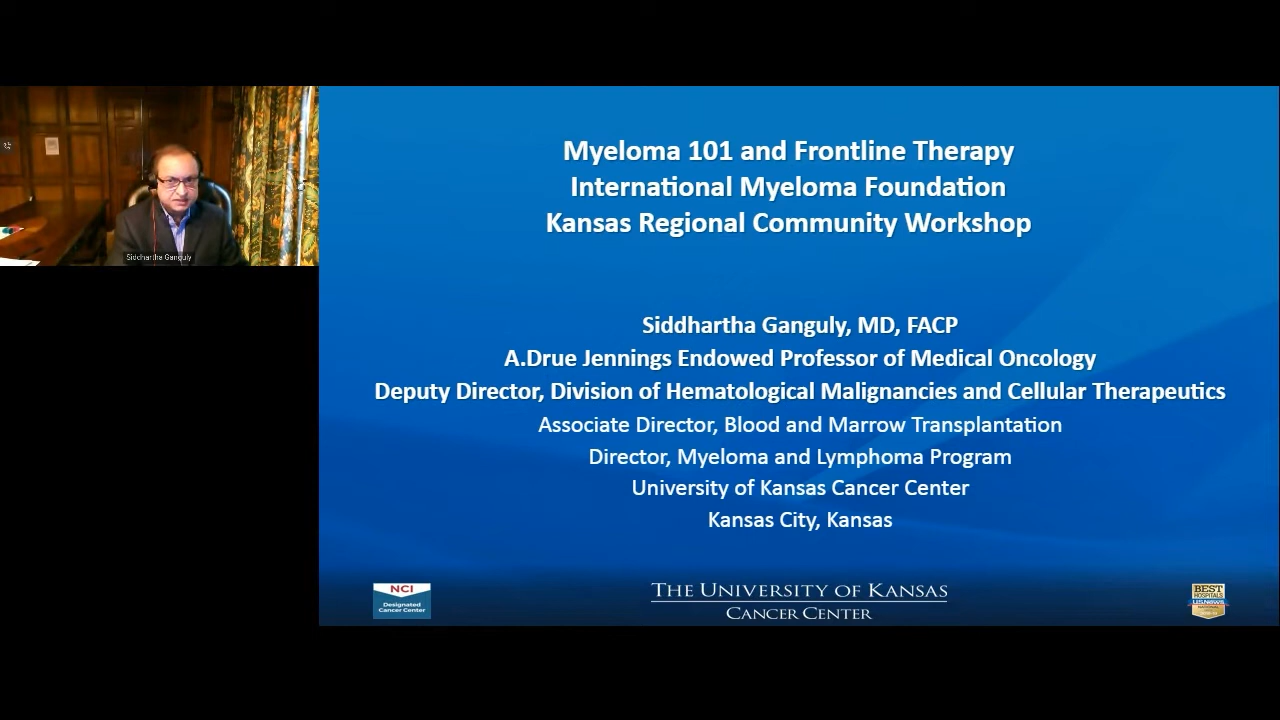 Siddhartha Ganguly
Myeloma 101 and Frontline Therapy
International Myeloma Foundation
Kansas Regional Community Workshop
Siddhartha Ganguly, MD, FACP
A.Drue Jennings Endowed Professor of Medical Oncology
Deputy Director, Division of Hematological Malignancies and Cellular Therapeutics
Associate Director, Blood and Marrow Transplantation
Director, Myeloma and Lymphoma Program
University of Kansas Cancer Center
Kansas City, Kansas
NCI
Designated
Cancer Center
THE UNIVERSITY OF KANSAS
CANCER CENTER
BEST
HOSPITALS
U.S. NEWS